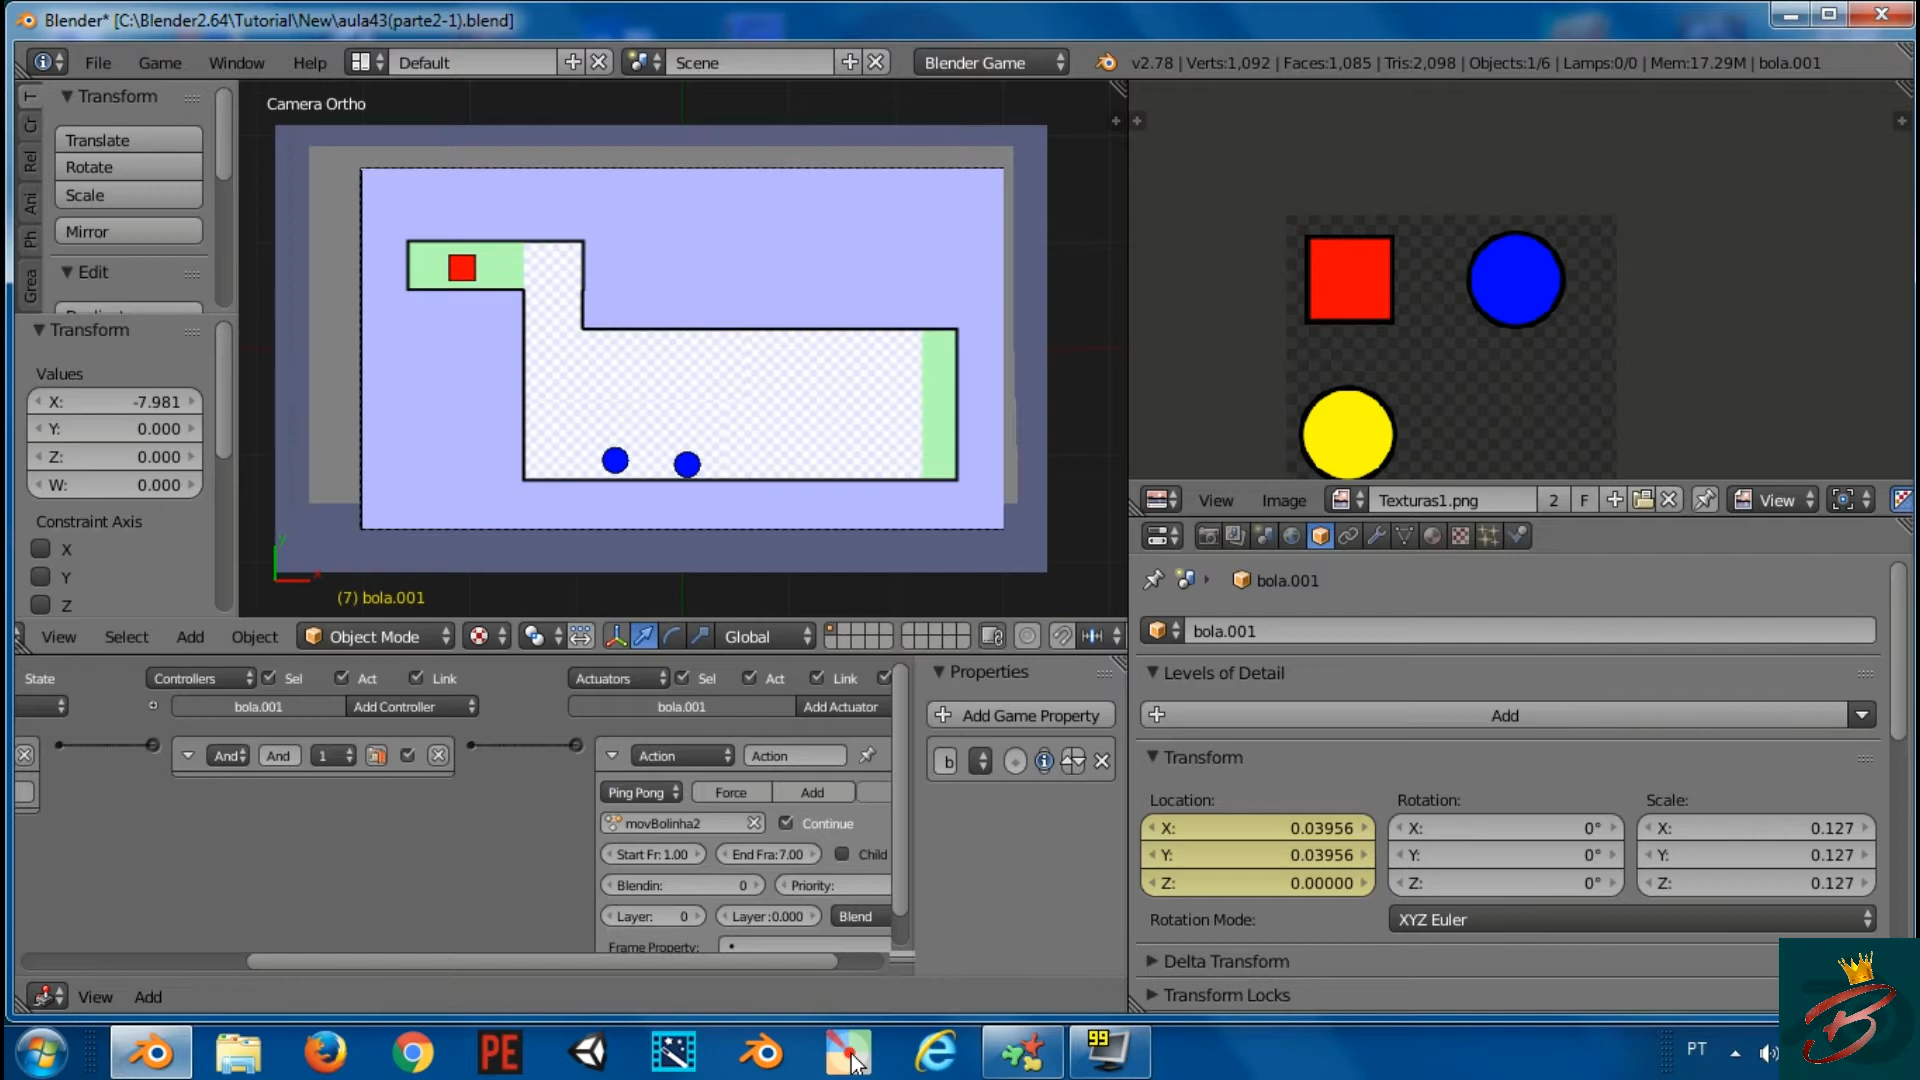 Blender* [C:\Blender2.64\Tutorial\New\aula43(parte2-1).blend]
File Game Window Help Default Scene Blender Game v2.78 | Verts:1,092 | Faces:1,085 | Tris:2,098 | Objects:1/6 | Lamps:0/0 | Mem:17.29M | bola.001
T
Cr
Rel
Ani
Ph
Grea
Transform
Translate
Rotate
Scale
Mirror
Edit
Transform
Values
X: -7.981
Y: 0.000
Z: 0.000
W: 0.000
Constraint Axis
X
Y
Z
Camera Ortho
y
x
(7) bola.001
View Select Add Object Object Mode Global
View Image Texturas1.png 2 F View
bola.001
bola.001
Levels of Detail
Add
Transform
Location: Rotation: Scale:
X: 0.03956 X: 0° X: 0.127
Y: 0.03956 Y: 0° Y: 0.127
Z: 0.00000 Z: 0° Z: 0.127
Rotation Mode: XYZ Euler
Delta Transform
Transform Locks
State Controllers Sel Act Link Actuators Sel Act Link
bola.001 Add Controller bola.001 Add Actuator
And And 1 Action Action
Ping Pong Force Add
movBolinha2 Continue
Start Fr: 1.00 End Fra:7.00 Child
Blendin: 0 Priority:
Layer: 0 Layer:0.000 Blend
Frame Property:
Properties
Add Game Property
b
View Add
PE
99
PT
B